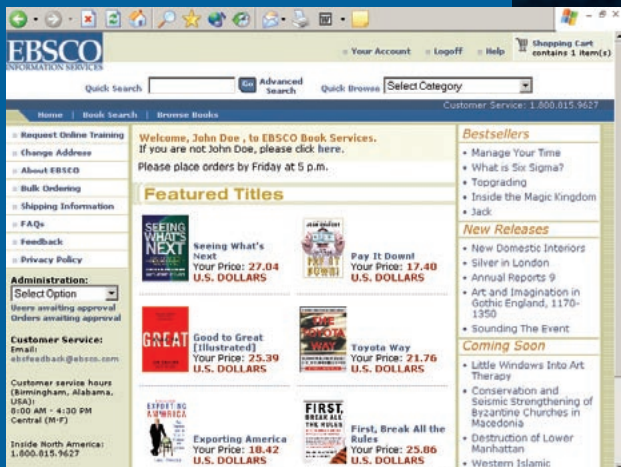 EBSCO
INFORMATION SERVICES
Your Account
Logoff
Help
Shopping Cart
contains 1 item(s)
Quick Search
Go
Advanced
Search
Quick Browse
Select Category
Home | Book Search | Browse Books
Customer Service: 1.800.815.9627
Request Online Training
Change Address
About EBSCO
Bulk Ordering
Shipping Information
FAQs
Feedback
Privacy Policy
Administration:
Select Option
Users awaiting approval
Orders awaiting approval
Customer Service:
Email:
ebsfeedback@ebsco.com
Customer service hours
(Birmingham, Alabama,
USA):
8:00 AM - 4:30 PM
Central (M-F)
Inside North America:
1.800.815.9627
Welcome, John Doe , to EBSCO Book Services.
If you are not John Doe, please click here.
Please place orders by Friday at 5 p.m.
Featured Titles
SEEING
WHAT'S
NEXT
Seeing What's
Next
Your Price: 27.04
U.S. DOLLARS
PAY IT
DOWN!
Pay It Down!
Your Price: 17.40
U.S. DOLLARS
GREAT
Good to Great
[Illustrated]
Your Price: 25.39
U.S. DOLLARS
THE
TOYOTA
WAY
Toyota Way
Your Price: 21.76
U.S. DOLLARS
EXPORTING
AMERICA
Exporting America
Your Price: 18.42
U.S. DOLLARS
FIRST,
BREAK ALL
THE RULES
First, Break All the
Rules
Your Price: 25.86
U.S. DOLLARS
Bestsellers
• Manage Your Time
• What is Six Sigma?
• Topgrading
• Inside the Magic Kingdom
• Jack
New Releases
• New Domestic Interiors
• Silver in London
• Annual Reports 9
• Art and Imagination in
Gothic England, 1170-
1350
• Sounding The Event
Coming Soon
• Little Windows Into Art
Therapy
• Conservation and
Seismic Strengthening of
Byzantine Churches in
Macedonia
• Destruction of Lower
Manhattan
• Western Islamic